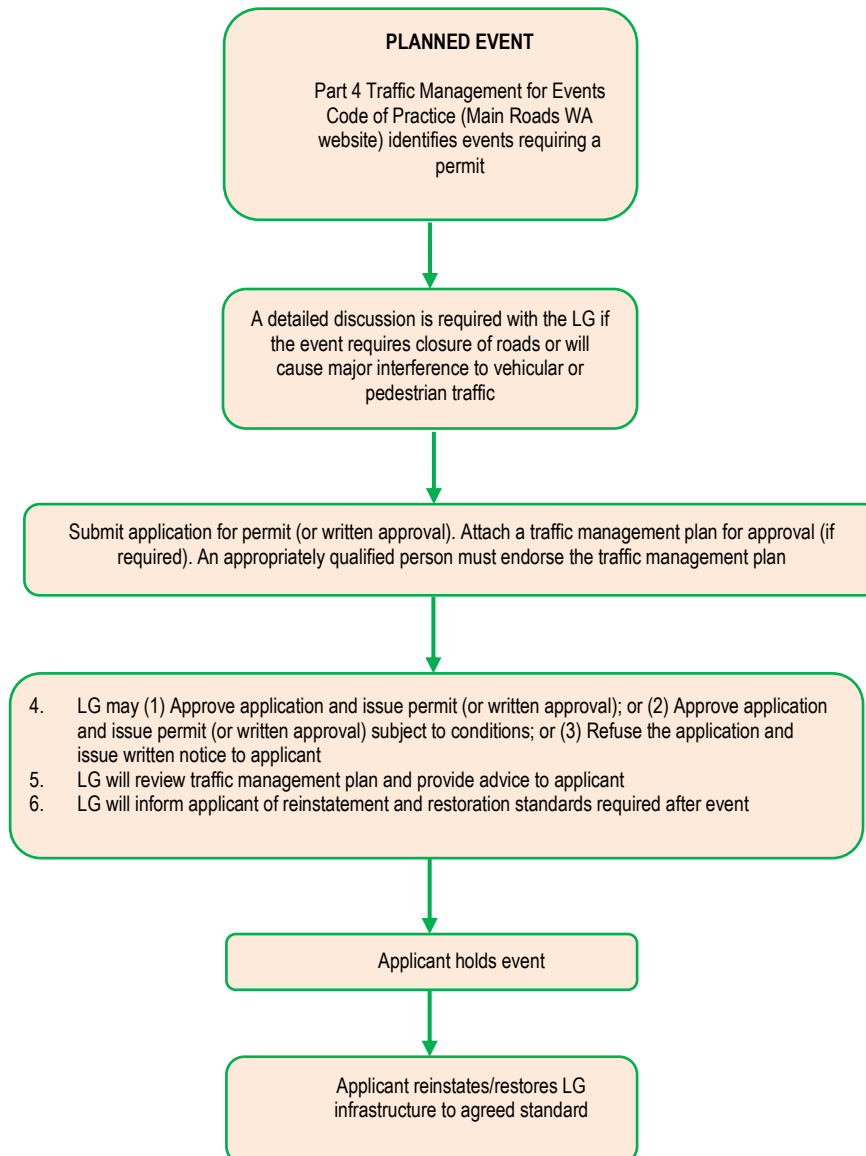 PLANNED EVENT
Part 4 Traffic Management for Events
Code of Practice (Main Roads WA
website) identifies events requiring a
permit
A detailed discussion is required with the LG if
the event requires closure of roads or will
cause major interference to vehicular or
pedestrian traffic
Submit application for permit (or written approval). Attach a traffic management plan for approval (if
required). An appropriately qualified person must endorse the traffic management plan
4. LG may (1) Approve application and issue permit (or written approval); or (2) Approve application
and issue permit (or written approval) subject to conditions; or (3) Refuse the application and
issue written notice to applicant
5. LG will review traffic management plan and provide advice to applicant
6. LG will inform applicant of reinstatement and restoration standards required after event
Applicant holds event
Applicant reinstates/restores LG
infrastructure to agreed standard